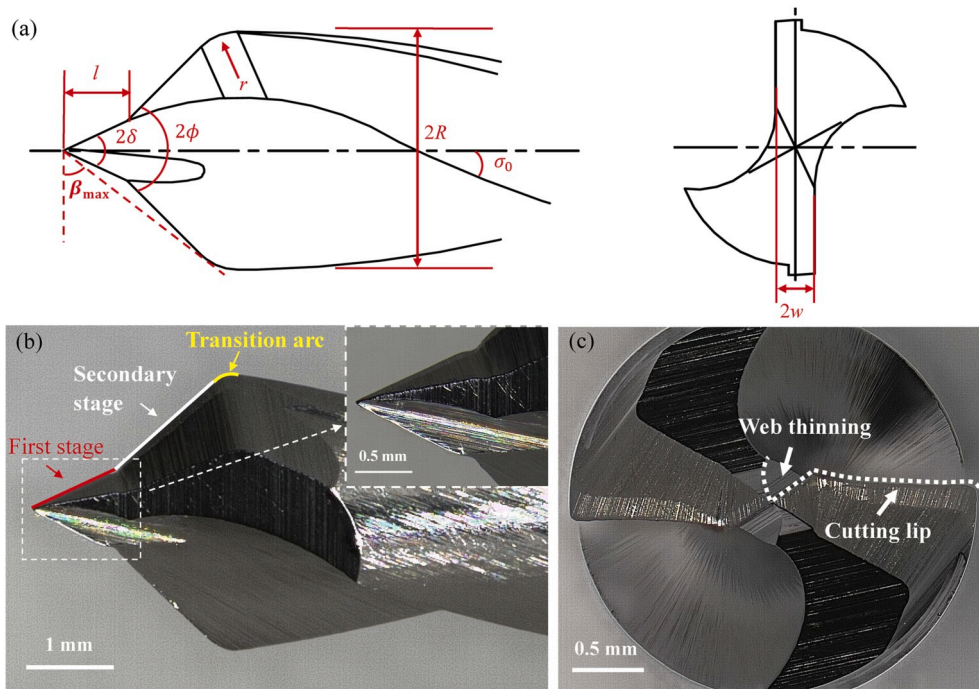 (a)
l
r
2δ
2ϕ
2R
σ₀
βmax
2w
(b)
Transition arc
Secondary
stage
First stage
0.5 mm
1 mm
(c)
Web thinning
Cutting lip
0.5 mm